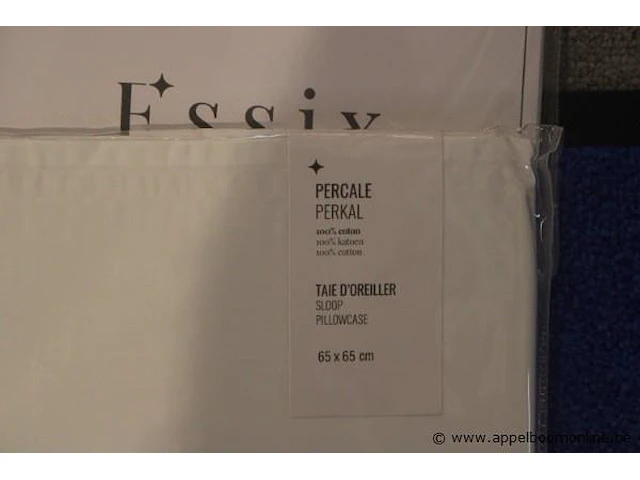 Essix
PERCALE
PERKAL
100% coton
100% katoen
100% cotton
TAIE D'OREILLER
SLOOP
PILLOWCASE
65 x 65 cm
© www.appelboomonline.be